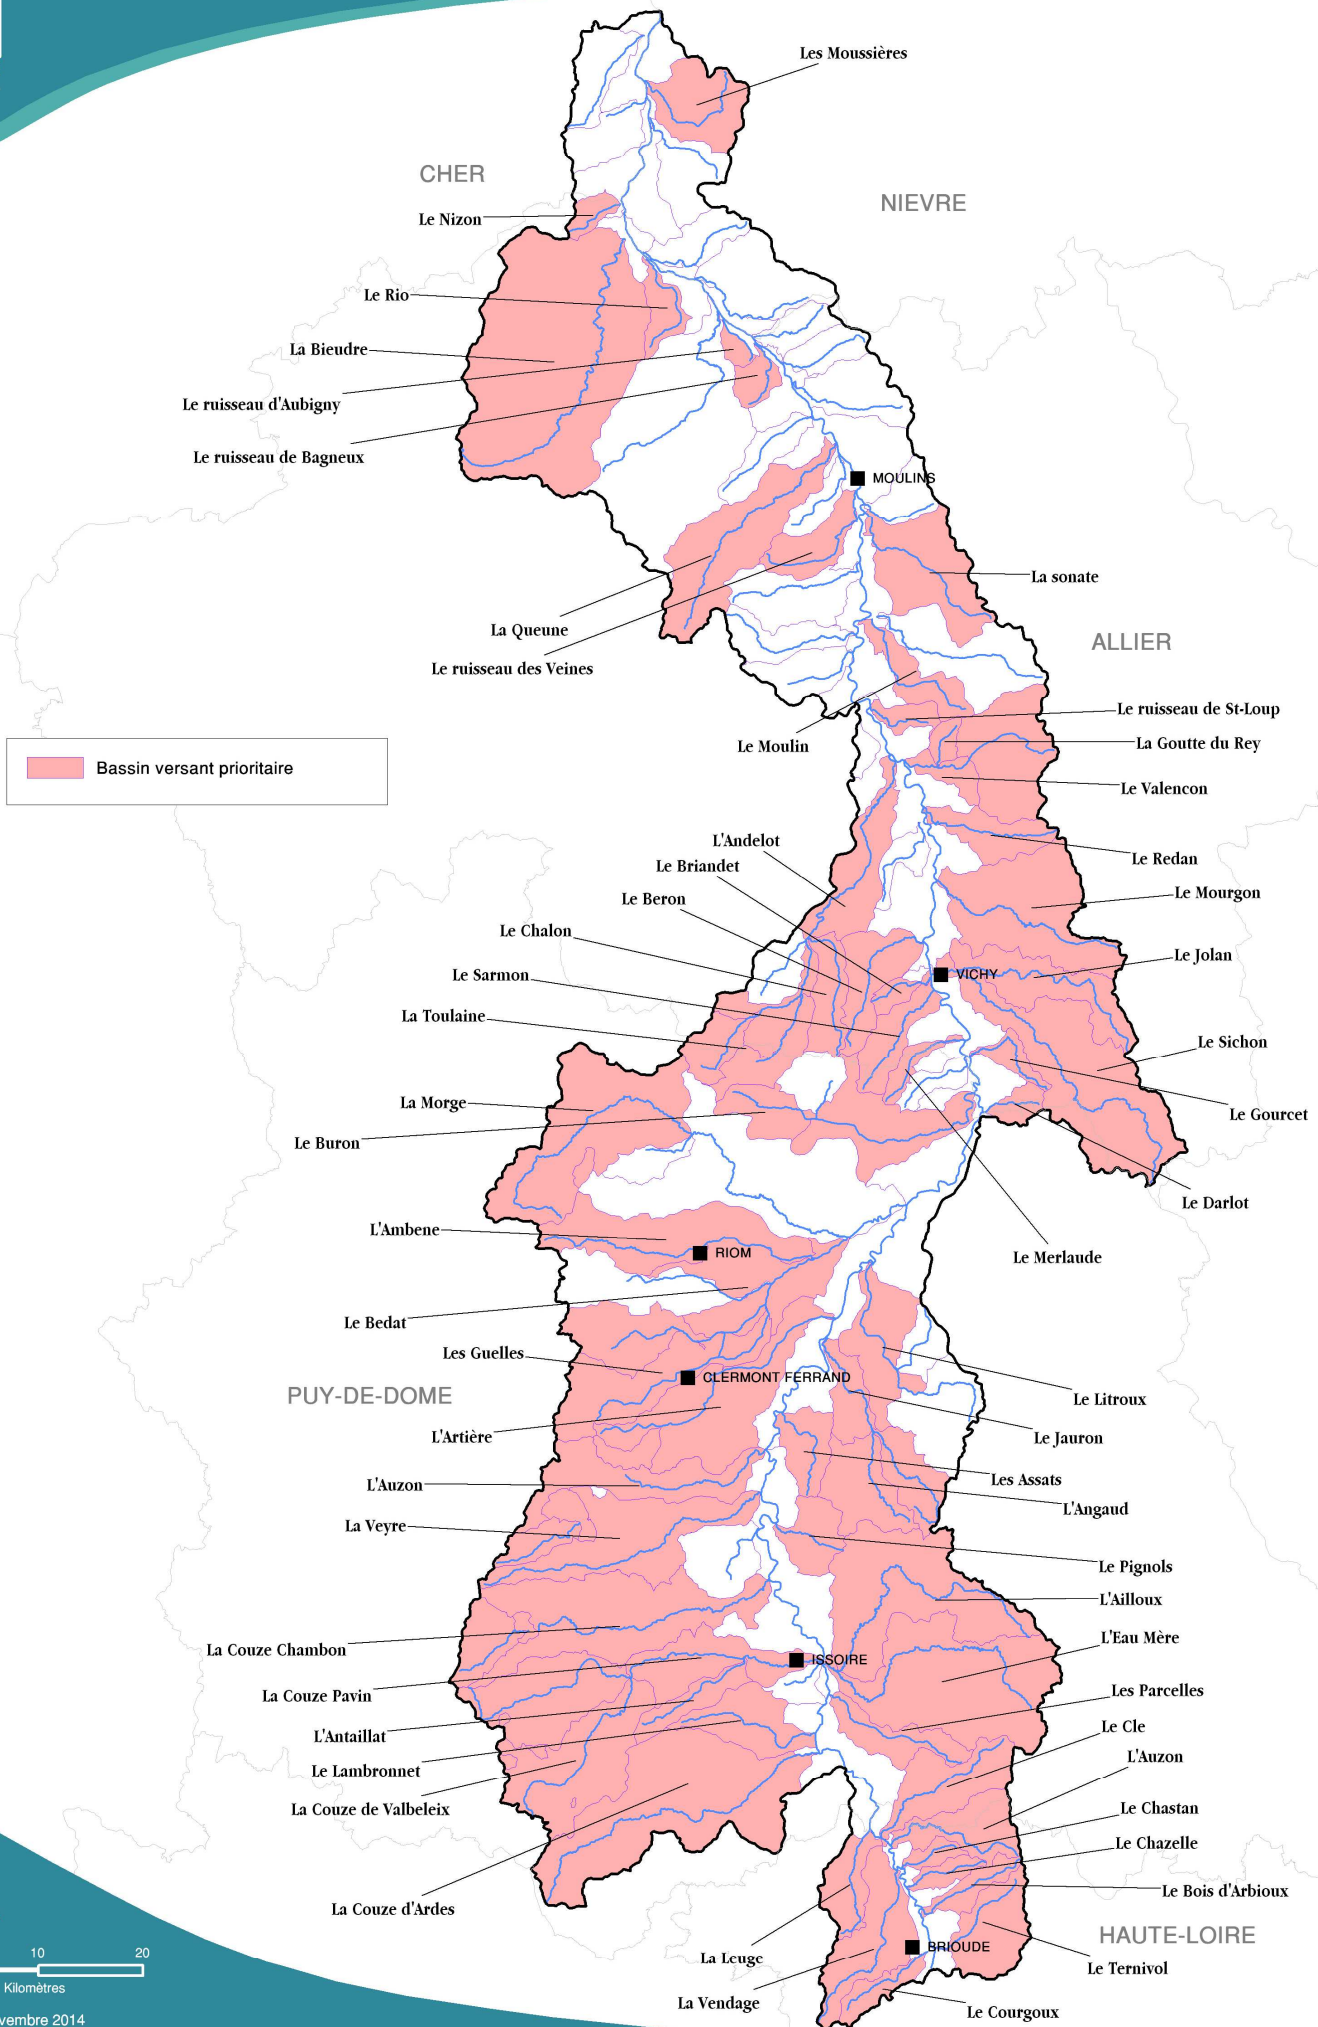 Les Moussières
CHER
NIEVRE
Le Nizon
Le Rio
La Bieudre
Le ruisseau d'Aubigny
Le ruisseau de Bagneux
MOULINS
La sonate
La Queune
ALLIER
Le ruisseau des Veines
Le ruisseau de St-Loup
Le Moulin
La Goutte du Rey
Bassin versant prioritaire
Le Valencon
L'Andelot
Le Redan
Le Briandet
Le Mourgon
Le Beron
Le Chalon
Le Jolan
Le Sarmon
VICHY
La Toulaine
Le Sichon
La Morge
Le Gourcet
Le Buron
Le Darlot
L'Ambene
RIOM
Le Merlaude
Le Bedat
Les Guelles
CLERMONT FERRAND
PUY-DE-DOME
Le Litroux
L'Artière
Le Jauron
Les Assats
L'Auzon
L'Angaud
La Veyre
Le Pignols
L'Ailloux
L'Eau Mère
La Couze Chambon
ISSOIRE
La Couze Pavin
Les Parcelles
L'Antaillat
Le Cle
L'Auzon
Le Lambronnet
La Couze de Valbeleix
Le Chastan
Le Chazelle
Le Bois d'Arbioux
La Couze d'Ardes
HAUTE-LOIRE
BRIOUDE
La Leuge
Le Ternivol
La Vendage
Le Courgoux
10 20
Kilomètres
vembre 2014